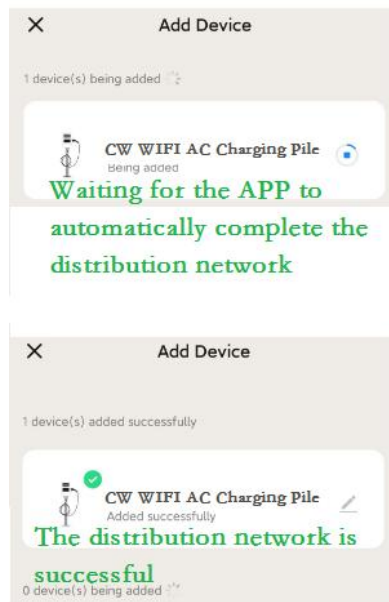 Add Device
1 device(s) being added
CW WIFI AC Charging Pile
Being added
Waiting for the APP to
automatically complete the
distribution network
Add Device
1 device(s) added successfully
CW WIFI AC Charging Pile
Added successfully
The distribution network is
successful
0 device(s) being added